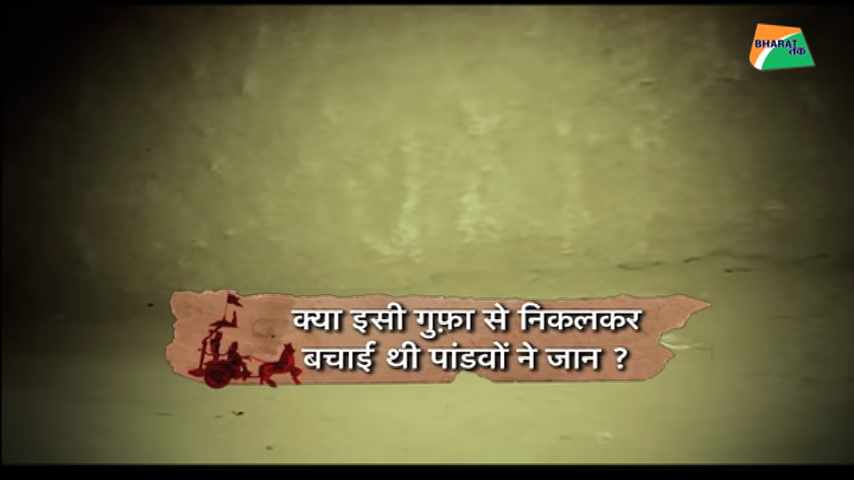 BHARAT
तक
क्या इसी गुफ़ा से निकलकर
बचाई थी पांडवों ने जान ?